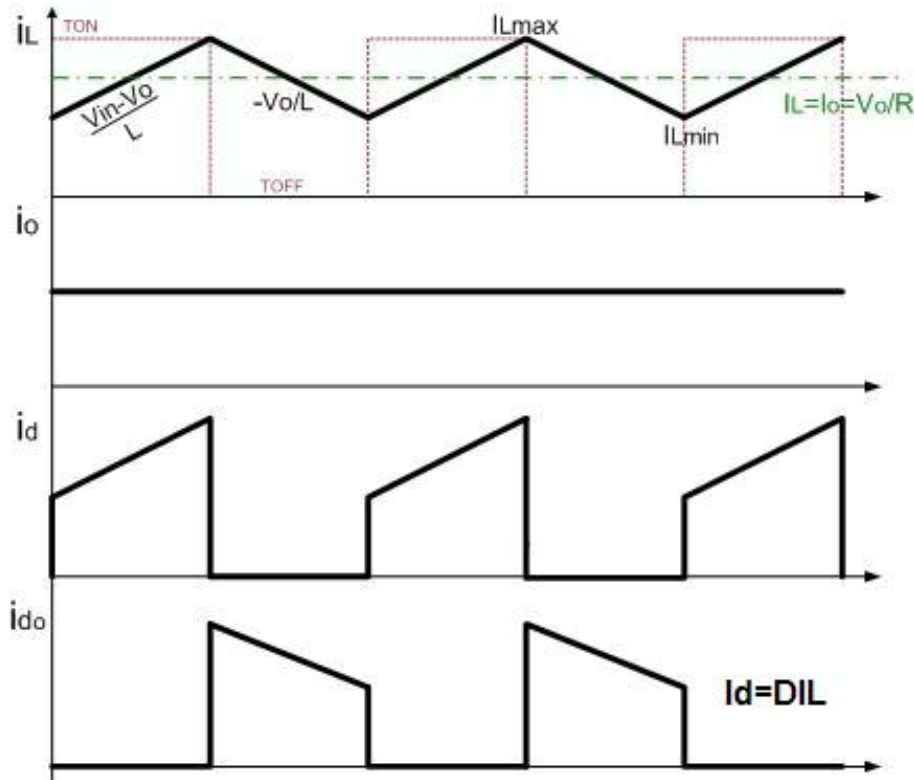 iL
TON
ILmax
Vin-Vo
L
-Vo/L
IL=Io=Vo/R
ILmin
TOFF
io
id
ido
Id=DIL